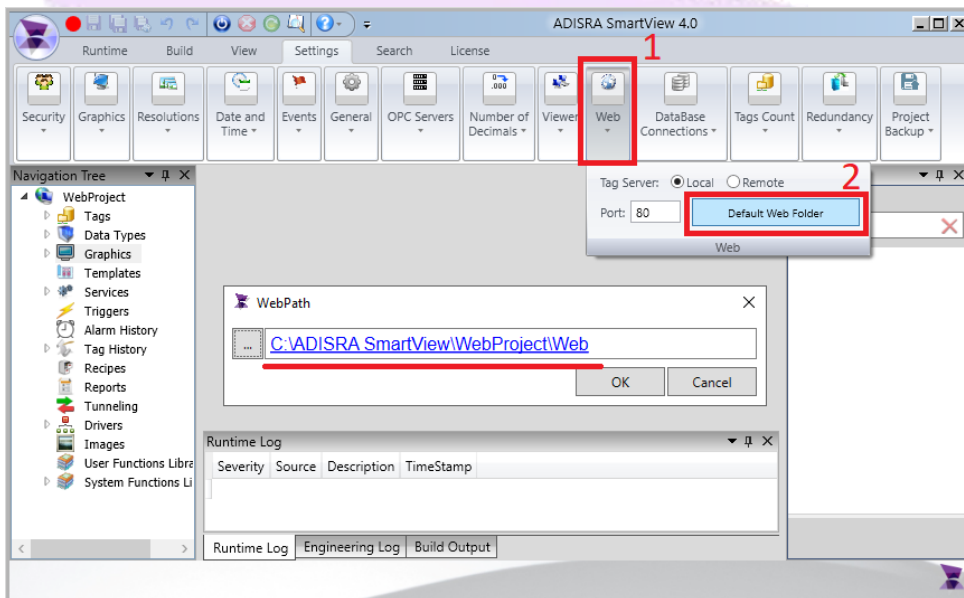 ADISRA SmartView 4.0
Runtime Build View Settings Search License
1
Security Graphics Resolutions Date and Time Events General OPC Servers Number of Decimals Viewer Web DataBase Connections Tags Count Redundancy Project Backup
.000
Navigation Tree
Tag Server: Local Remote
2
Port: 80 Default Web Folder
Web
WebProject
Tags
Data Types
Graphics
Templates
Services
Triggers
Alarm History
Tag History
Recipes
Reports
Tunneling
Drivers
Images
User Functions Libra
System Functions Li
WebPath
... C:\ADISRA SmartView\WebProject\Web
OK Cancel
Runtime Log
Severity Source Description TimeStamp
Runtime Log Engineering Log Build Output